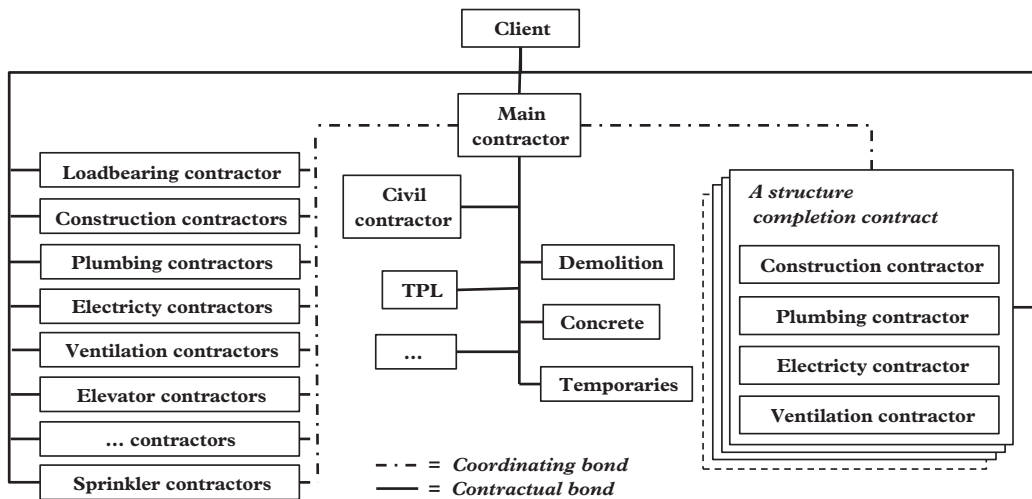 Client
Main
contractor
Loadbearing contractor
Construction contractors
Plumbing contractors
Electricty contractors
Ventilation contractors
Elevator contractors
... contractors
Sprinkler contractors
Civil
contractor
TPL
...
Demolition
Concrete
Temporaries
A structure
completion contract
Construction contractor
Plumbing contractor
Electricty contractor
Ventilation contractor
= Coordinating bond
= Contractual bond